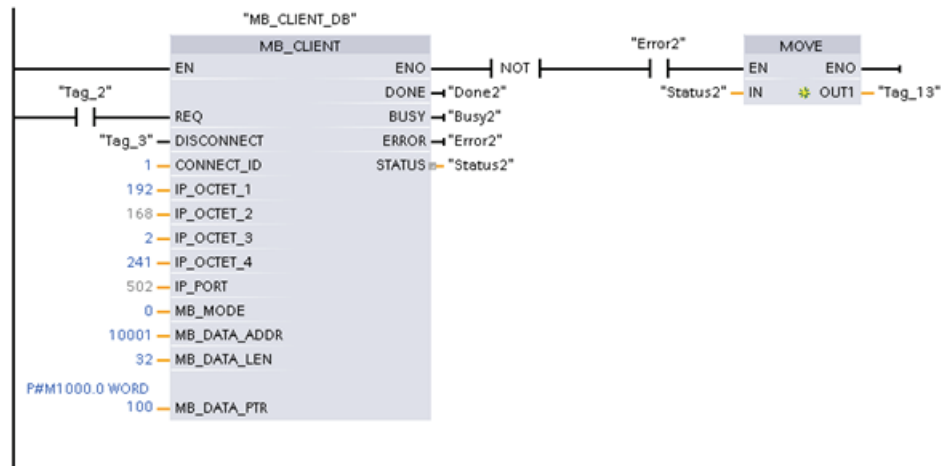 "MB_CLIENT_DB"
MB_CLIENT
"Error2"
MOVE
EN ENO NOT EN ENO
"Tag_2" DONE "Done2" "Status2" IN OUT1 "Tag_13"
REQ BUSY "Busy2"
"Tag_3" DISCONNECT ERROR "Error2"
1 CONNECT_ID STATUS "Status2"
192 IP_OCTET_1
168 IP_OCTET_2
2 IP_OCTET_3
241 IP_OCTET_4
502 IP_PORT
0 MB_MODE
10001 MB_DATA_ADDR
32 MB_DATA_LEN
P#M1000.0 WORD
100 MB_DATA_PTR